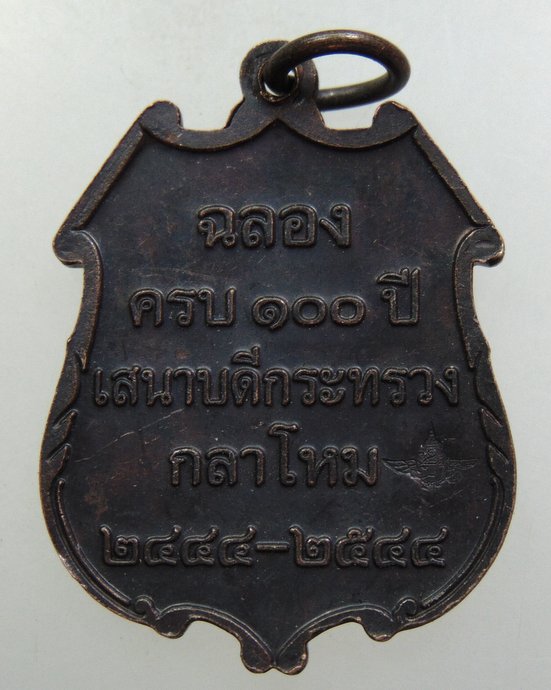 ฉลอง
ครบ ๑๐๐ ปี
เสนาบดีกระทรวง
กลาโหม
๒๔๔๔-๒๕๔๔